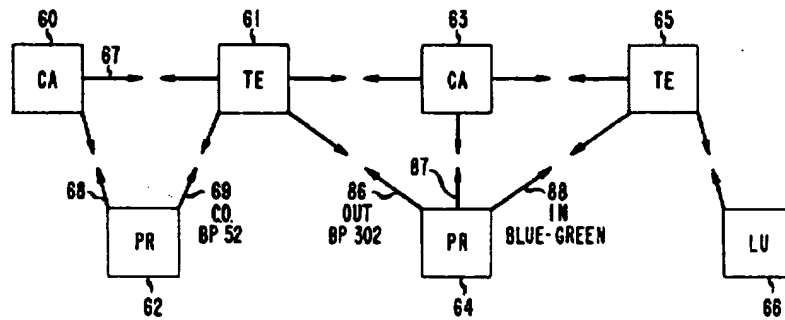 60 61 63 65
67
CA TE CA TE
68 69 86 87 88
C.O. OUT IN
BP 52 BP 302 BLUE-GREEN
PR PR LU
62 64 66